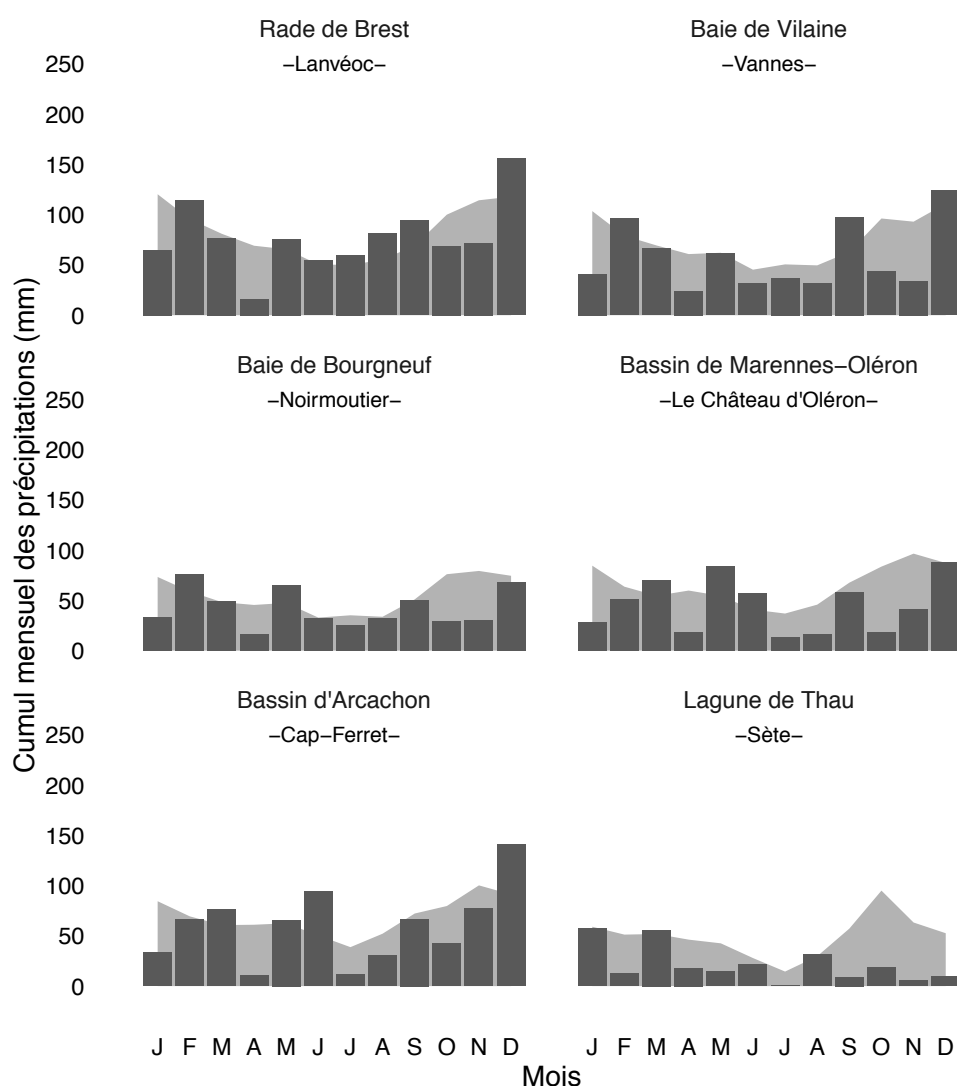 Rade de Brest
–Lanvéoc–
Baie de Vilaine
–Vannes–
250
200
150
100
50
0
Baie de Bourgneuf
–Noirmoutier–
Bassin de Marennes–Oléron
–Le Château d'Oléron–
250
200
150
100
50
0
Bassin d'Arcachon
–Cap–Ferret–
Lagune de Thau
–Sète–
250
200
150
100
50
0
Cumul mensuel des précipitations (mm)
J F M A M J J A S O N D
J F M A M J J A S O N D
Mois